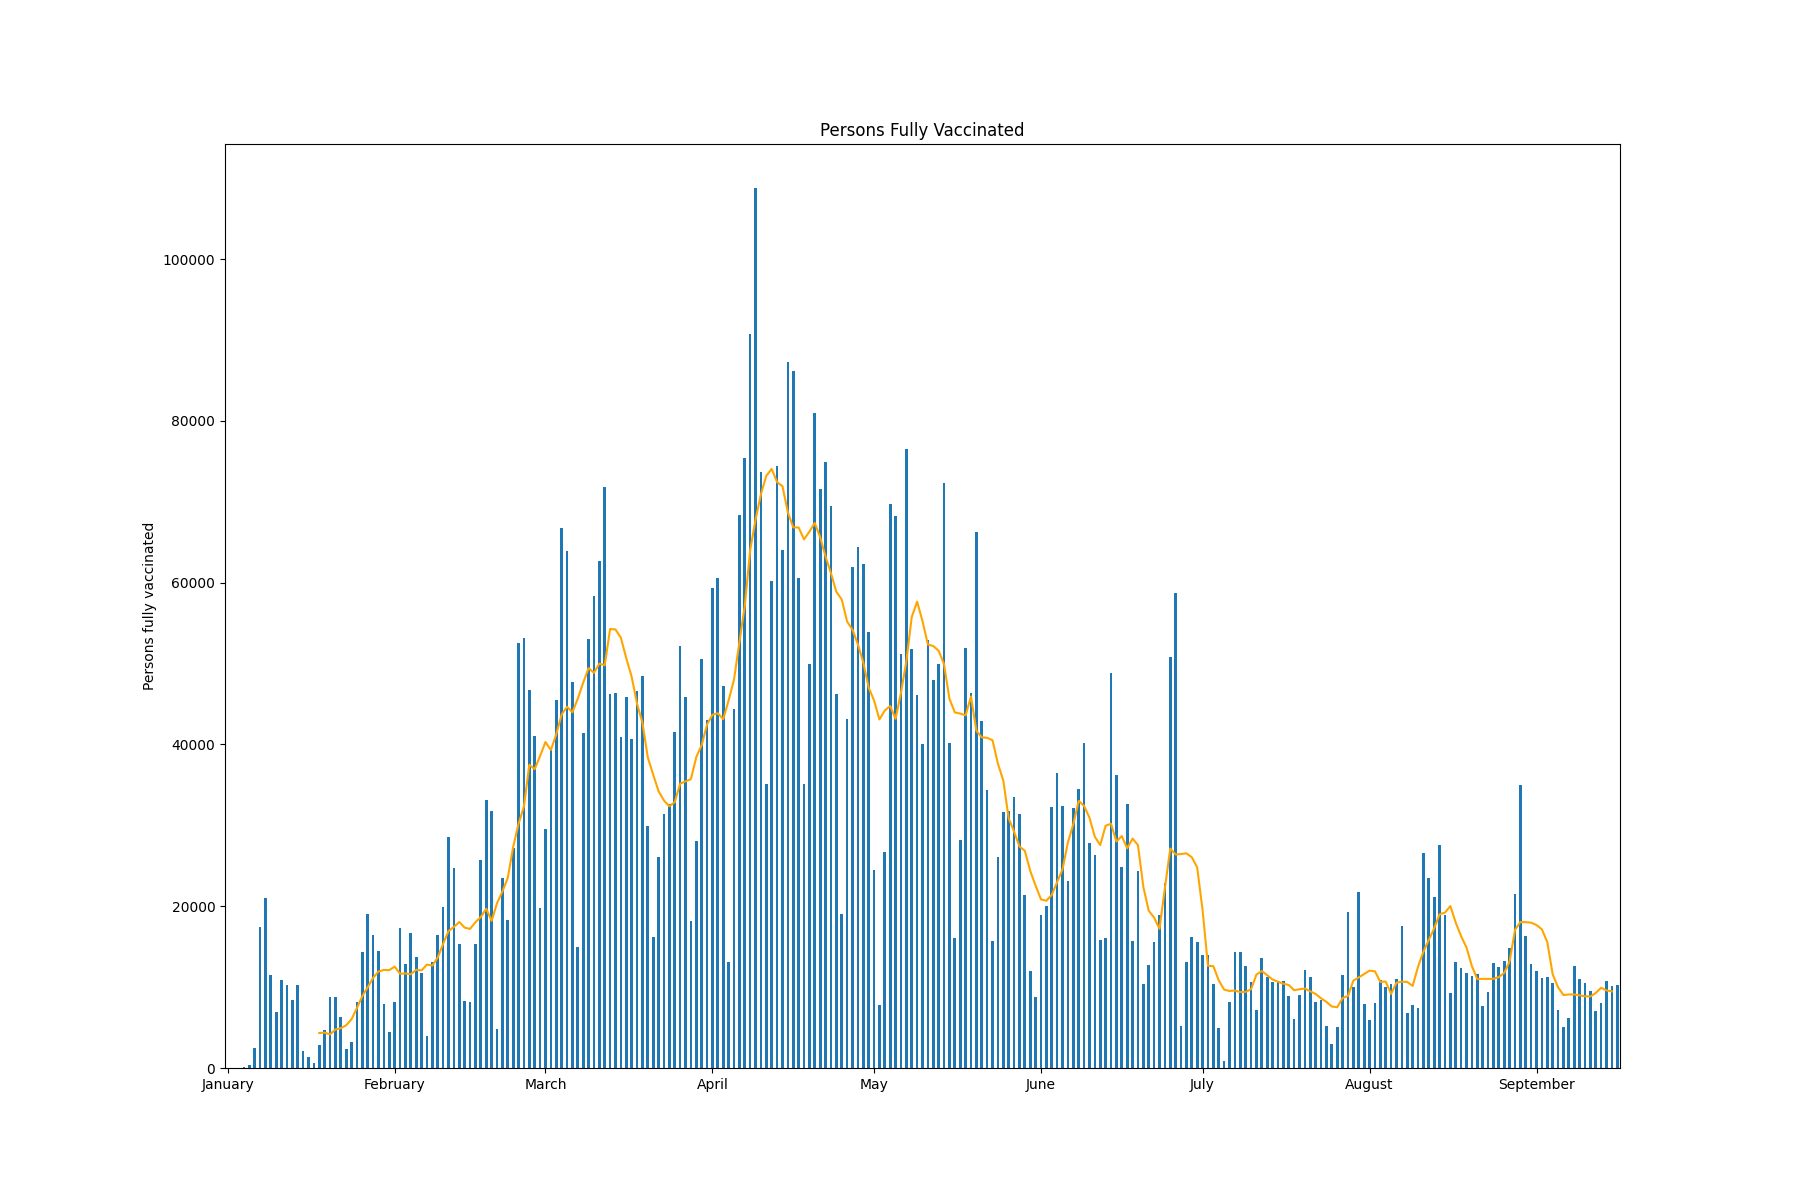 Persons Fully Vaccinated
Persons fully vaccinated
100000
80000
60000
40000
20000
0
January February March April May June July August September